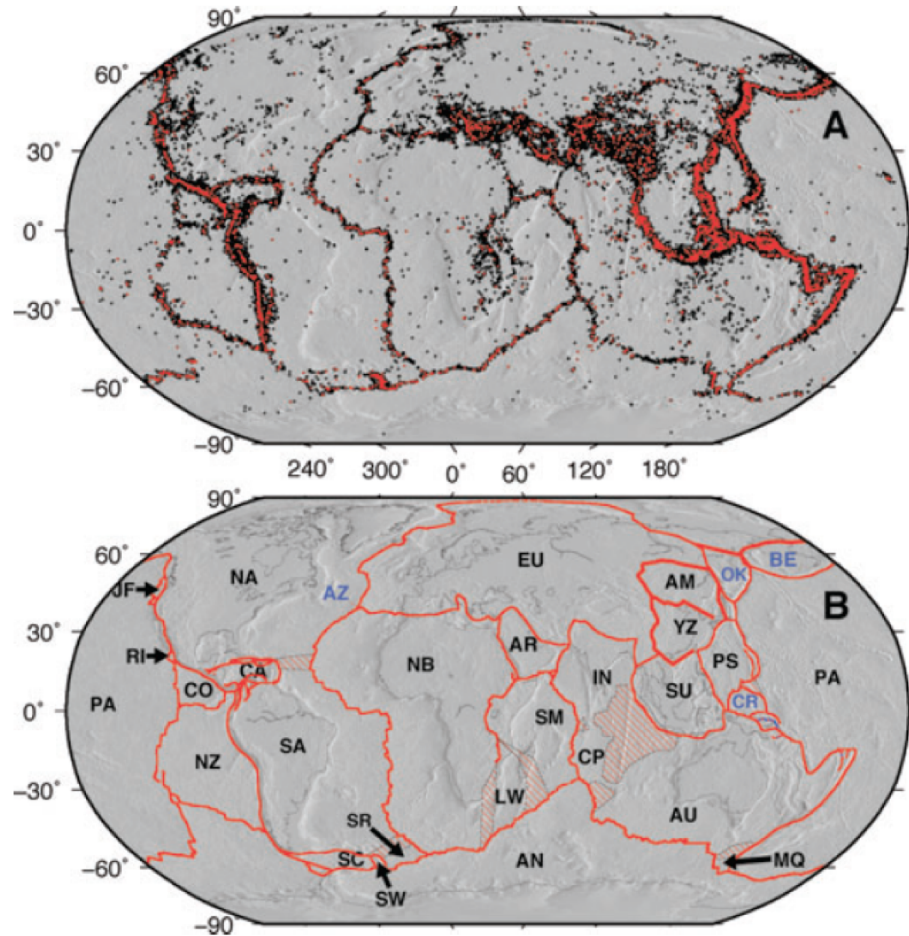 90°
60°
A
30°
0°
−30°
−60°
−90°
240° 300° 0° 60° 120° 180°
90°
60°
EU OK BE
JF NA AZ AM
B
30°
YZ
RI AR
CA NB PS
CO IN PA
PA SU
0°
CR
SM
SA
NZ CP
−30°
LW
AU
SR
SC AN MQ
−60°
SW
−90°